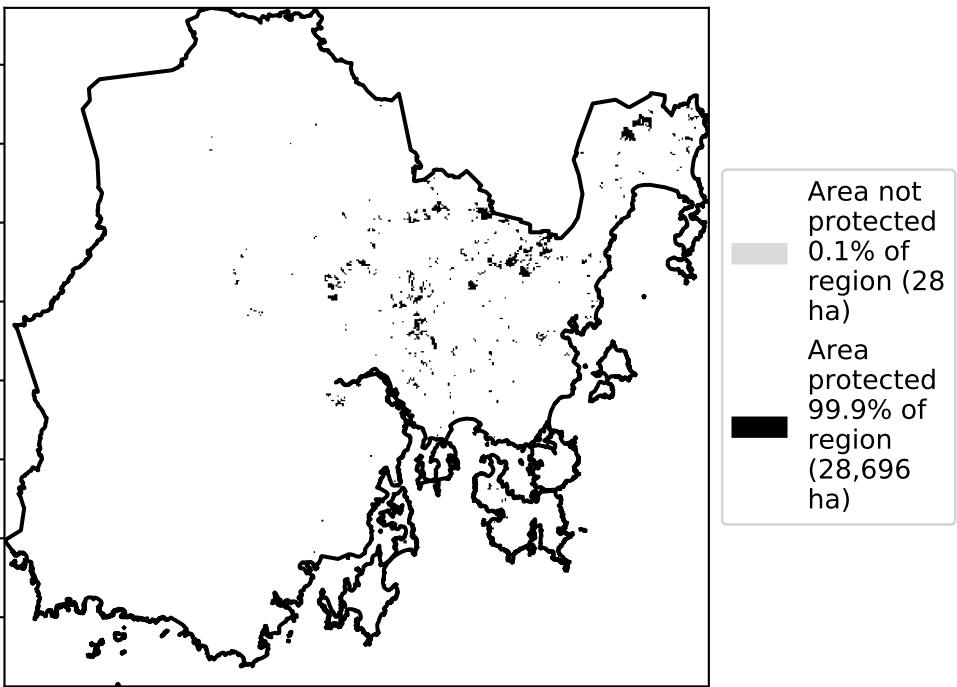 Area not
protected
0.1% of
region (28
ha)
Area
protected
99.9% of
region
(28,696
ha)